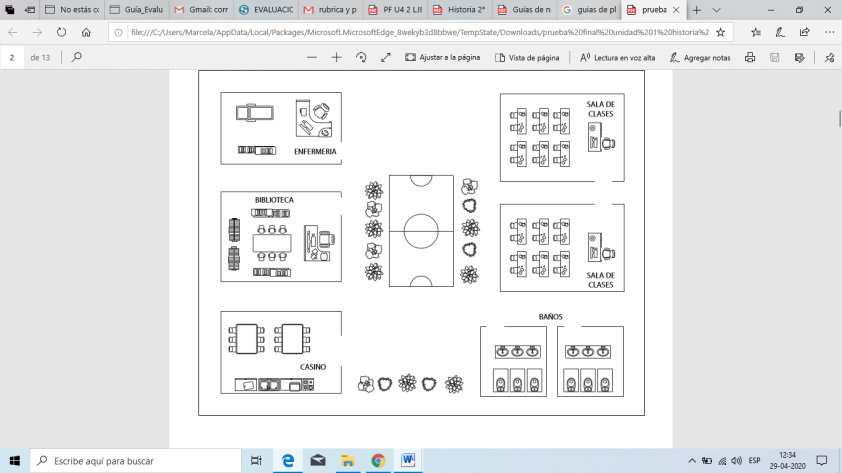 No estás co
Guía_Evalu
Gmail: corr
EVALUACIO
rubrica y p
PF U4 2 LJI
Historia 2°
Guías de n
guias de pl
prueba
file:///C:/Users/Marcela/AppData/Local/Packages/Microsoft.MicrosoftEdge_8wekyb3d8bbwe/TempState/Downloads/prueba%20final%20unidad%201%20historia%2
2 de 13
Ajustar a la página
Vista de página
Lectura en voz alta
Agregar notas
ENFERMERIA
SALA DE
CLASES
BIBLIOTECA
SALA DE
CLASES
BAÑOS
CASINO
Escribe aquí para buscar
ESP
12:34
29-04-2020